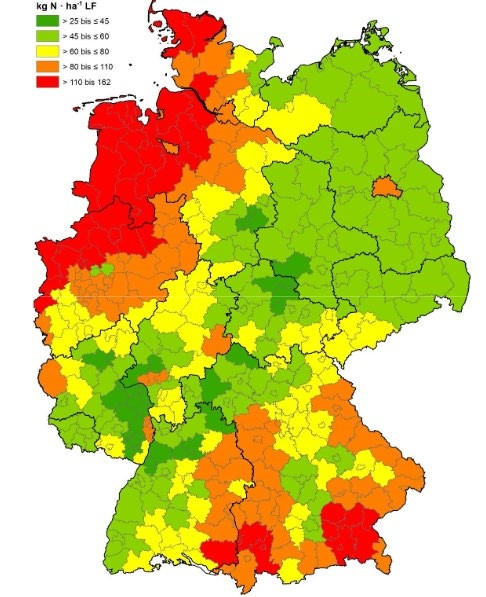 kg N · ha⁻¹ LF
> 25 bis ≤ 45
> 45 bis ≤ 60
> 60 bis ≤ 80
> 80 bis ≤ 110
> 110 bis 162